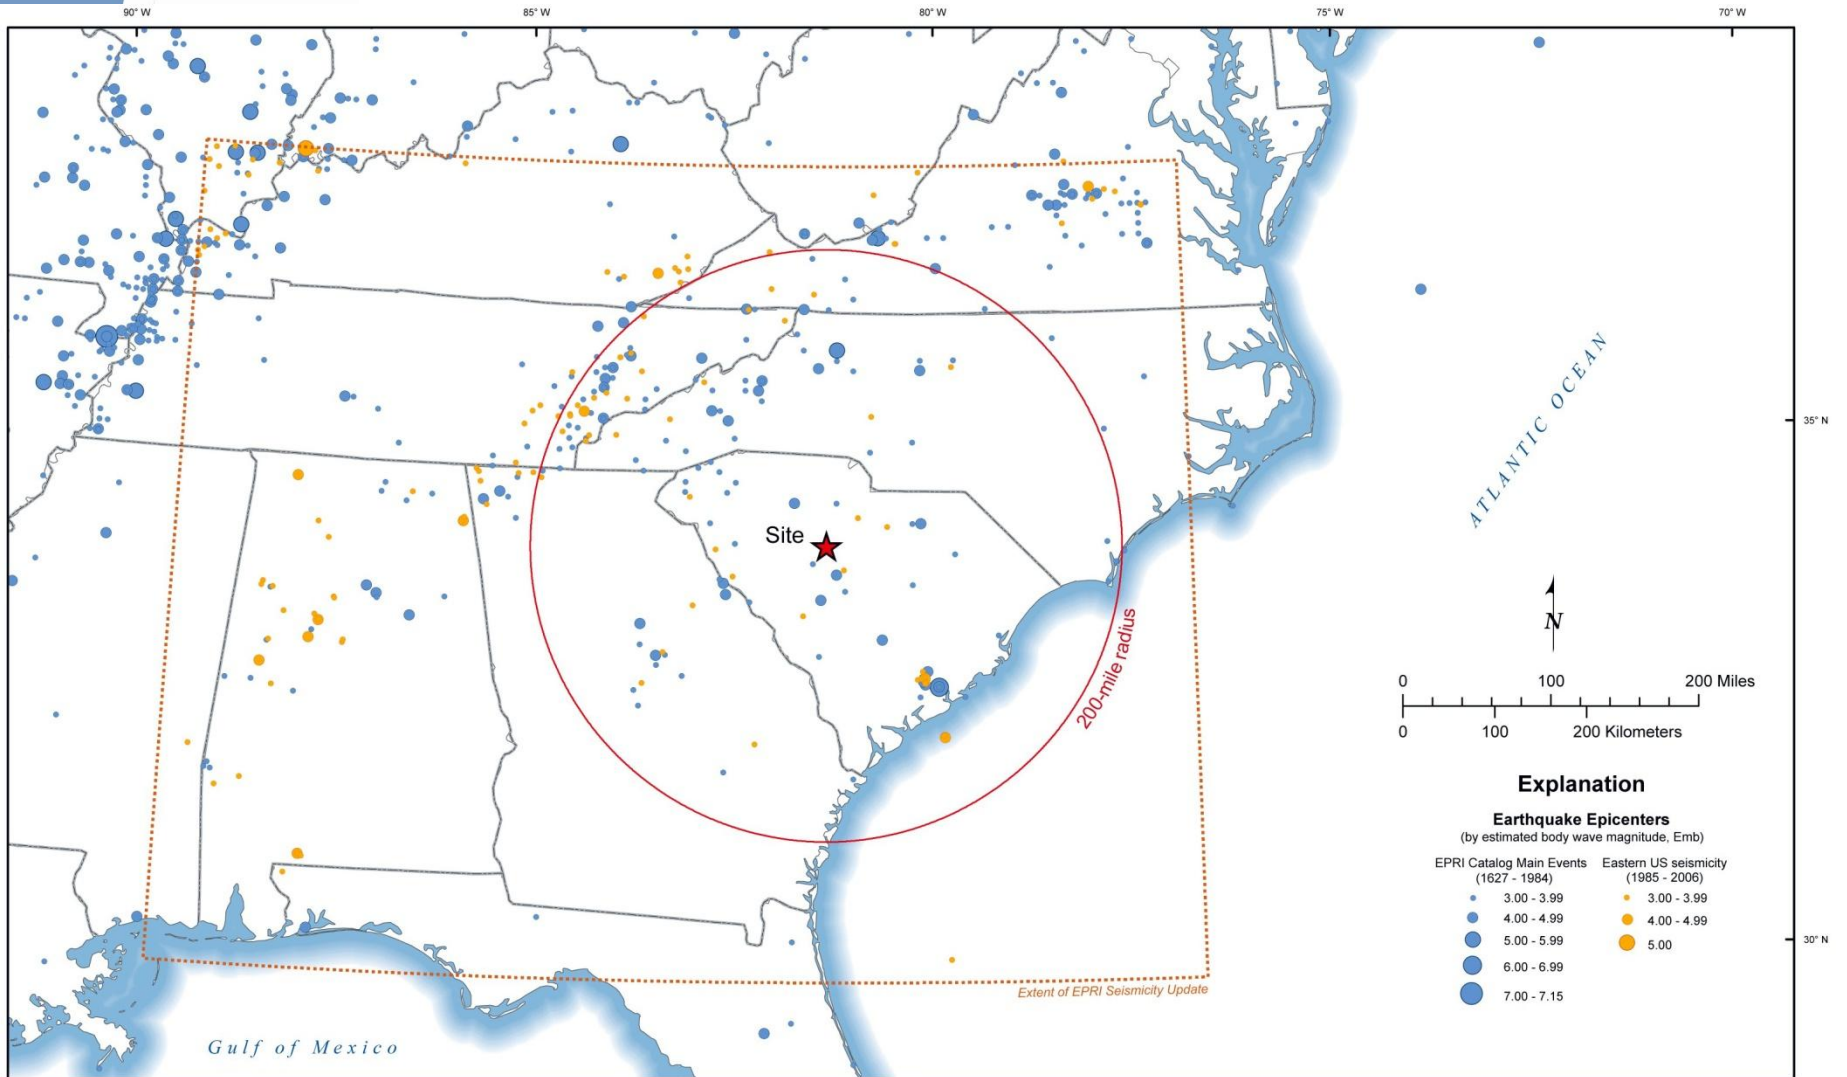 90° W
85° W
80° W
75° W
70° W
35° N
30° N
ATLANTIC OCEAN
Site
200-mile radius
N
0 100 200 Miles
0 100 200 Kilometers
Explanation
Earthquake Epicenters
(by estimated body wave magnitude, Emb)
EPRI Catalog Main Events
(1627 - 1984)
3.00 - 3.99
4.00 - 4.99
5.00 - 5.99
6.00 - 6.99
7.00 - 7.15
Eastern US seismicity
(1985 - 2006)
3.00 - 3.99
4.00 - 4.99
5.00
Extent of EPRI Seismicity Update
Gulf of Mexico